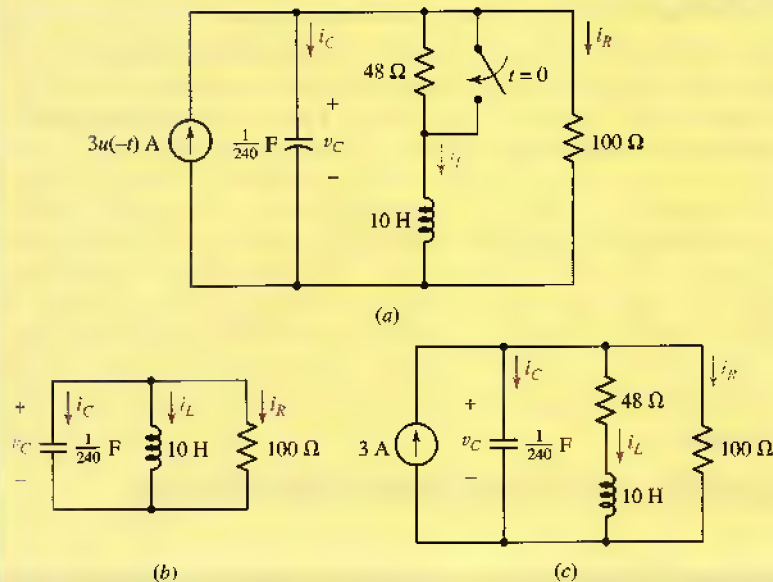 i_C
i_R
48 Ω
t = 0
3u(−t) A
1/240 F
+
v_C
−
100 Ω
10 H
(a)
+
v_C
−
i_C
1/240 F
i_L
10 H
i_R
100 Ω
(b)
3 A
+
v_C
−
i_C
1/240 F
48 Ω
i_L
10 H
i_R
100 Ω
(c)